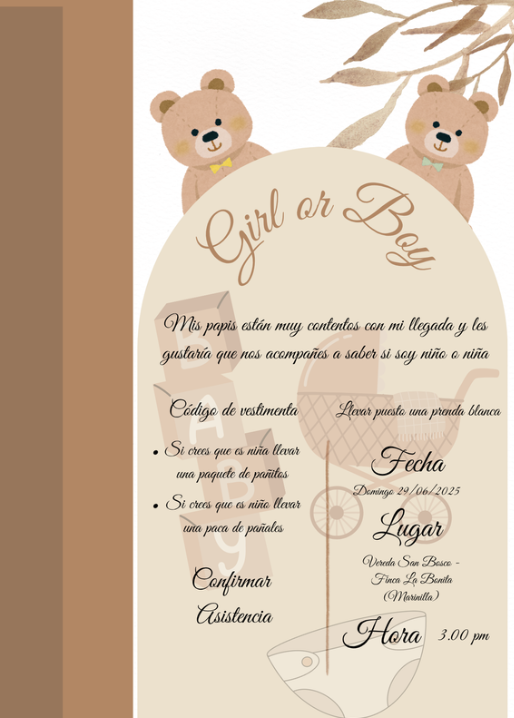 Girl or Boy
Mis papis están muy contentos con mi llegada y les
gustaría que nos acompañes a saber si soy niño o niña
Código de vestimenta
Llevar puesto una prenda blanca
• Si crees que es niña llevar
una paquete de pañitos
• Si crees que es niño llevar
una paca de pañales
Confirmar
Asistencia
Fecha
Domingo 29/06/2025
Lugar
Vereda San Bosco -
Finca La Bonita
(Marinilla)
Hora 3.00 pm
B
A
B
y